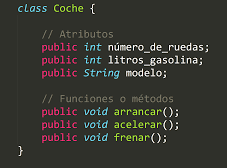 class Coche {
// Atributos
public int número_de_ruedas;
public int litros_gasolina;
public String modelo;
// Funciones o métodos
public void arrancar();
public void acelerar();
public void frenar();
}